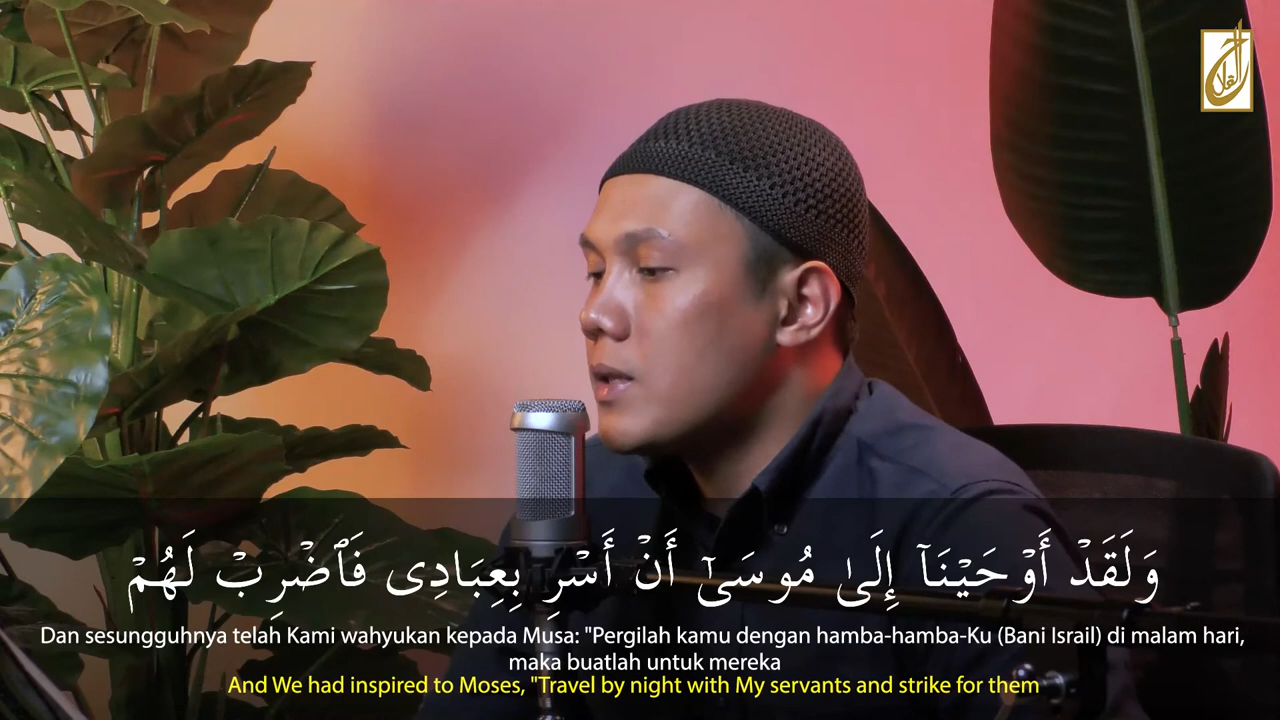 وَلَقَدْ أَوْحَيْنَآ إِلَىٰ مُوسَىٰٓ أَنْ أَسْرِ بِعِبَادِى فَٱضْرِبْ لَهُمْ
Dan sesungguhnya telah Kami wahyukan kepada Musa: "Pergilah kamu dengan hamba-hamba-Ku (Bani Israil) di malam hari,
maka buatlah untuk mereka
And We had inspired to Moses, "Travel by night with My servants and strike for them